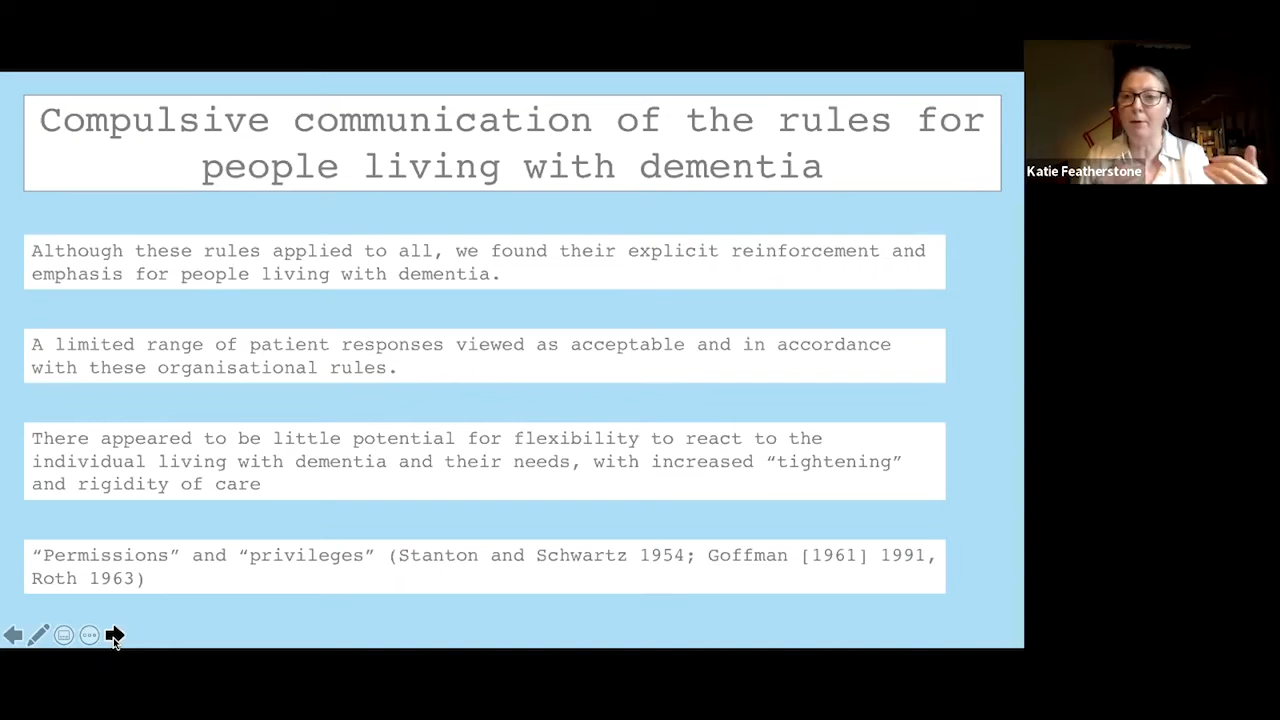 Compulsive communication of the rules for
people living with dementia
Katie Featherstone
Although these rules applied to all, we found their explicit reinforcement and
emphasis for people living with dementia.
A limited range of patient responses viewed as acceptable and in accordance
with these organisational rules.
There appeared to be little potential for flexibility to react to the
individual living with dementia and their needs, with increased “tightening”
and rigidity of care
“Permissions” and “privileges” (Stanton and Schwartz 1954; Goffman [1961] 1991,
Roth 1963)